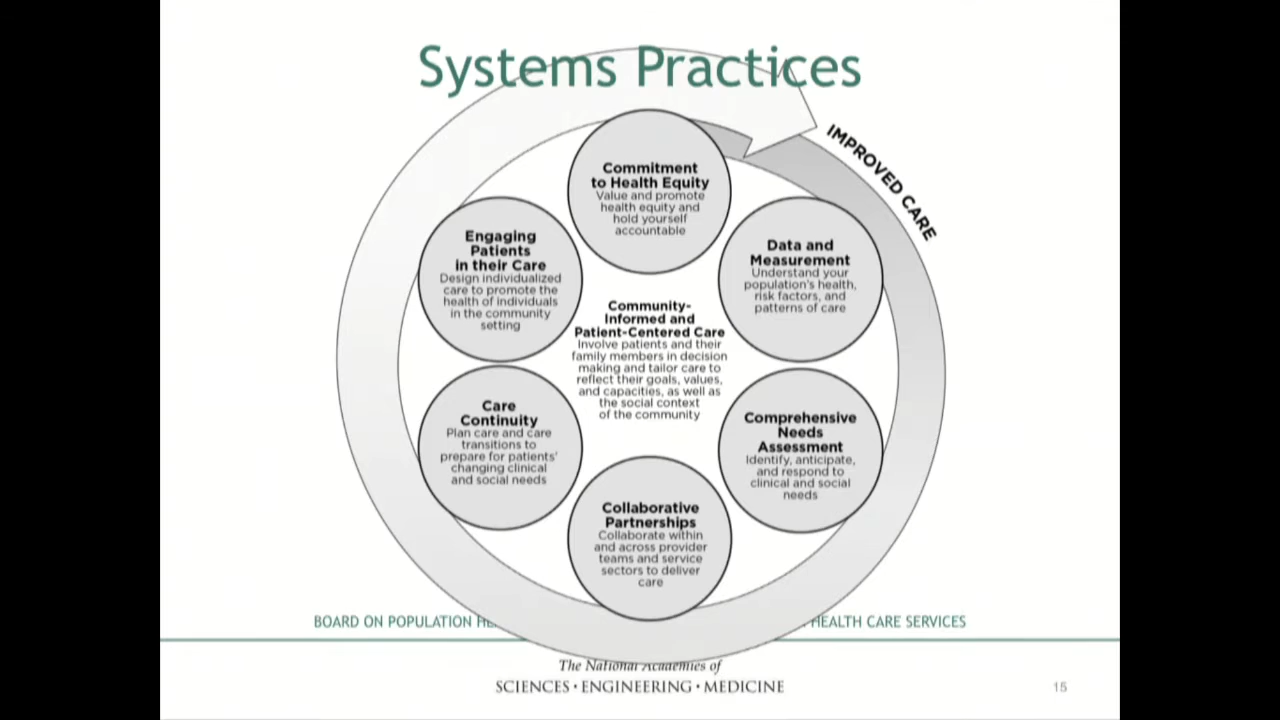 Systems Practices
IMPROVED CARE
Commitment
to Health Equity
Value and promote
health equity and
hold yourself
accountable
Data and
Measurement
Understand your
population's health,
risk factors, and
patterns of care
Comprehensive
Needs
Assessment
Identify, anticipate,
and respond to
clinical and social
needs
Collaborative
Partnerships
Collaborate within
and across provider
teams and service
sectors to deliver
care
Care
Continuity
Plan care and care
transitions to
prepare for patients'
changing clinical
and social needs
Engaging
Patients
in their Care
Design individualized
care to promote the
health of individuals
in the community
setting
Community-
Informed and
Patient-Centered Care
Involve patients and their
family members in decision
making and tailor care to
reflect their goals, values,
and capacities, as well as
the social context
of the community
BOARD ON POPULATION HEALTH CARE SERVICES
The National Academies of
SCIENCES • ENGINEERING • MEDICINE
15